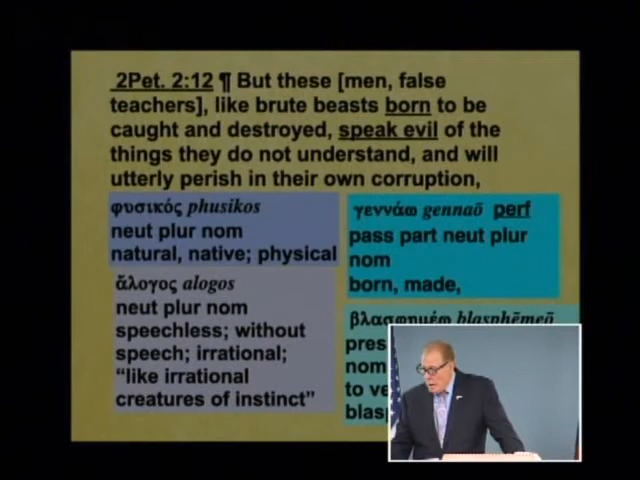 2Pet. 2:12 ¶ But these [men, false
teachers], like brute beasts born to be
caught and destroyed, speak evil of the
things they do not understand, and will
utterly perish in their own corruption,
φυσικός phusikos
neut plur nom
natural, native; physical
ἄλογος alogos
neut plur nom
speechless; without
speech; irrational;
“like irrational
creatures of instinct”
γεννάω gennaō perf
pass part neut plur
nom
born, made,
βλασφημέω blasphēmeō
pres
nom
to
blas